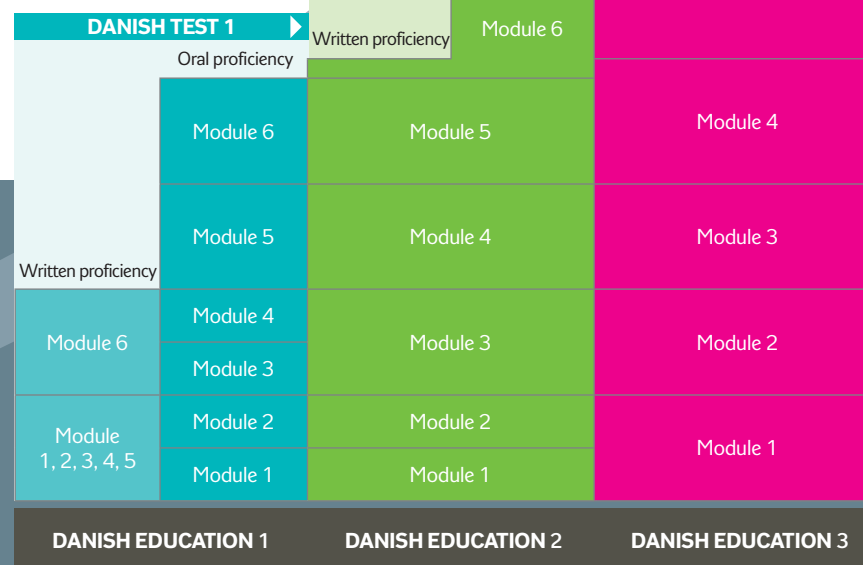 DANISH TEST 1
Written proficiency
Module 6
Oral proficiency
Module 6
Module 5
Module 4
Module 5
Module 4
Module 3
Written proficiency
Module 6
Module 4
Module 3
Module 3
Module 2
Module
1, 2, 3, 4, 5
Module 2
Module 1
Module 2
Module 1
Module 1
DANISH EDUCATION 1
DANISH EDUCATION 2
DANISH EDUCATION 3